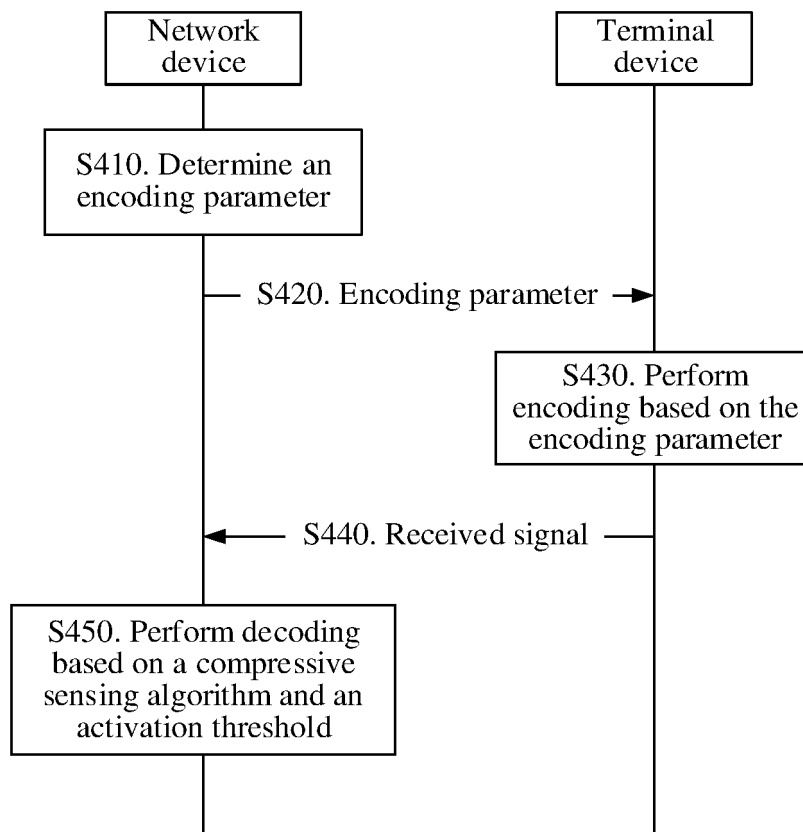 Network
device
Terminal
device
S410. Determine an
encoding parameter
S420. Encoding parameter
S430. Perform
encoding based on the
encoding parameter
S440. Received signal
S450. Perform decoding
based on a compressive
sensing algorithm and an
activation threshold